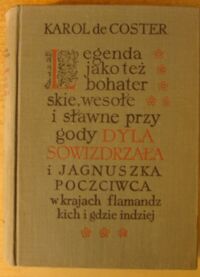 KAROL de COSTER
Legenda
jako też
bohater
skie, wesołe
i sławne przy
gody DYLA
SOWIZDRZAŁA
i JAGNUSZKA
POCZCIWCA
w krajach flamandz
kich i gdzie indziej